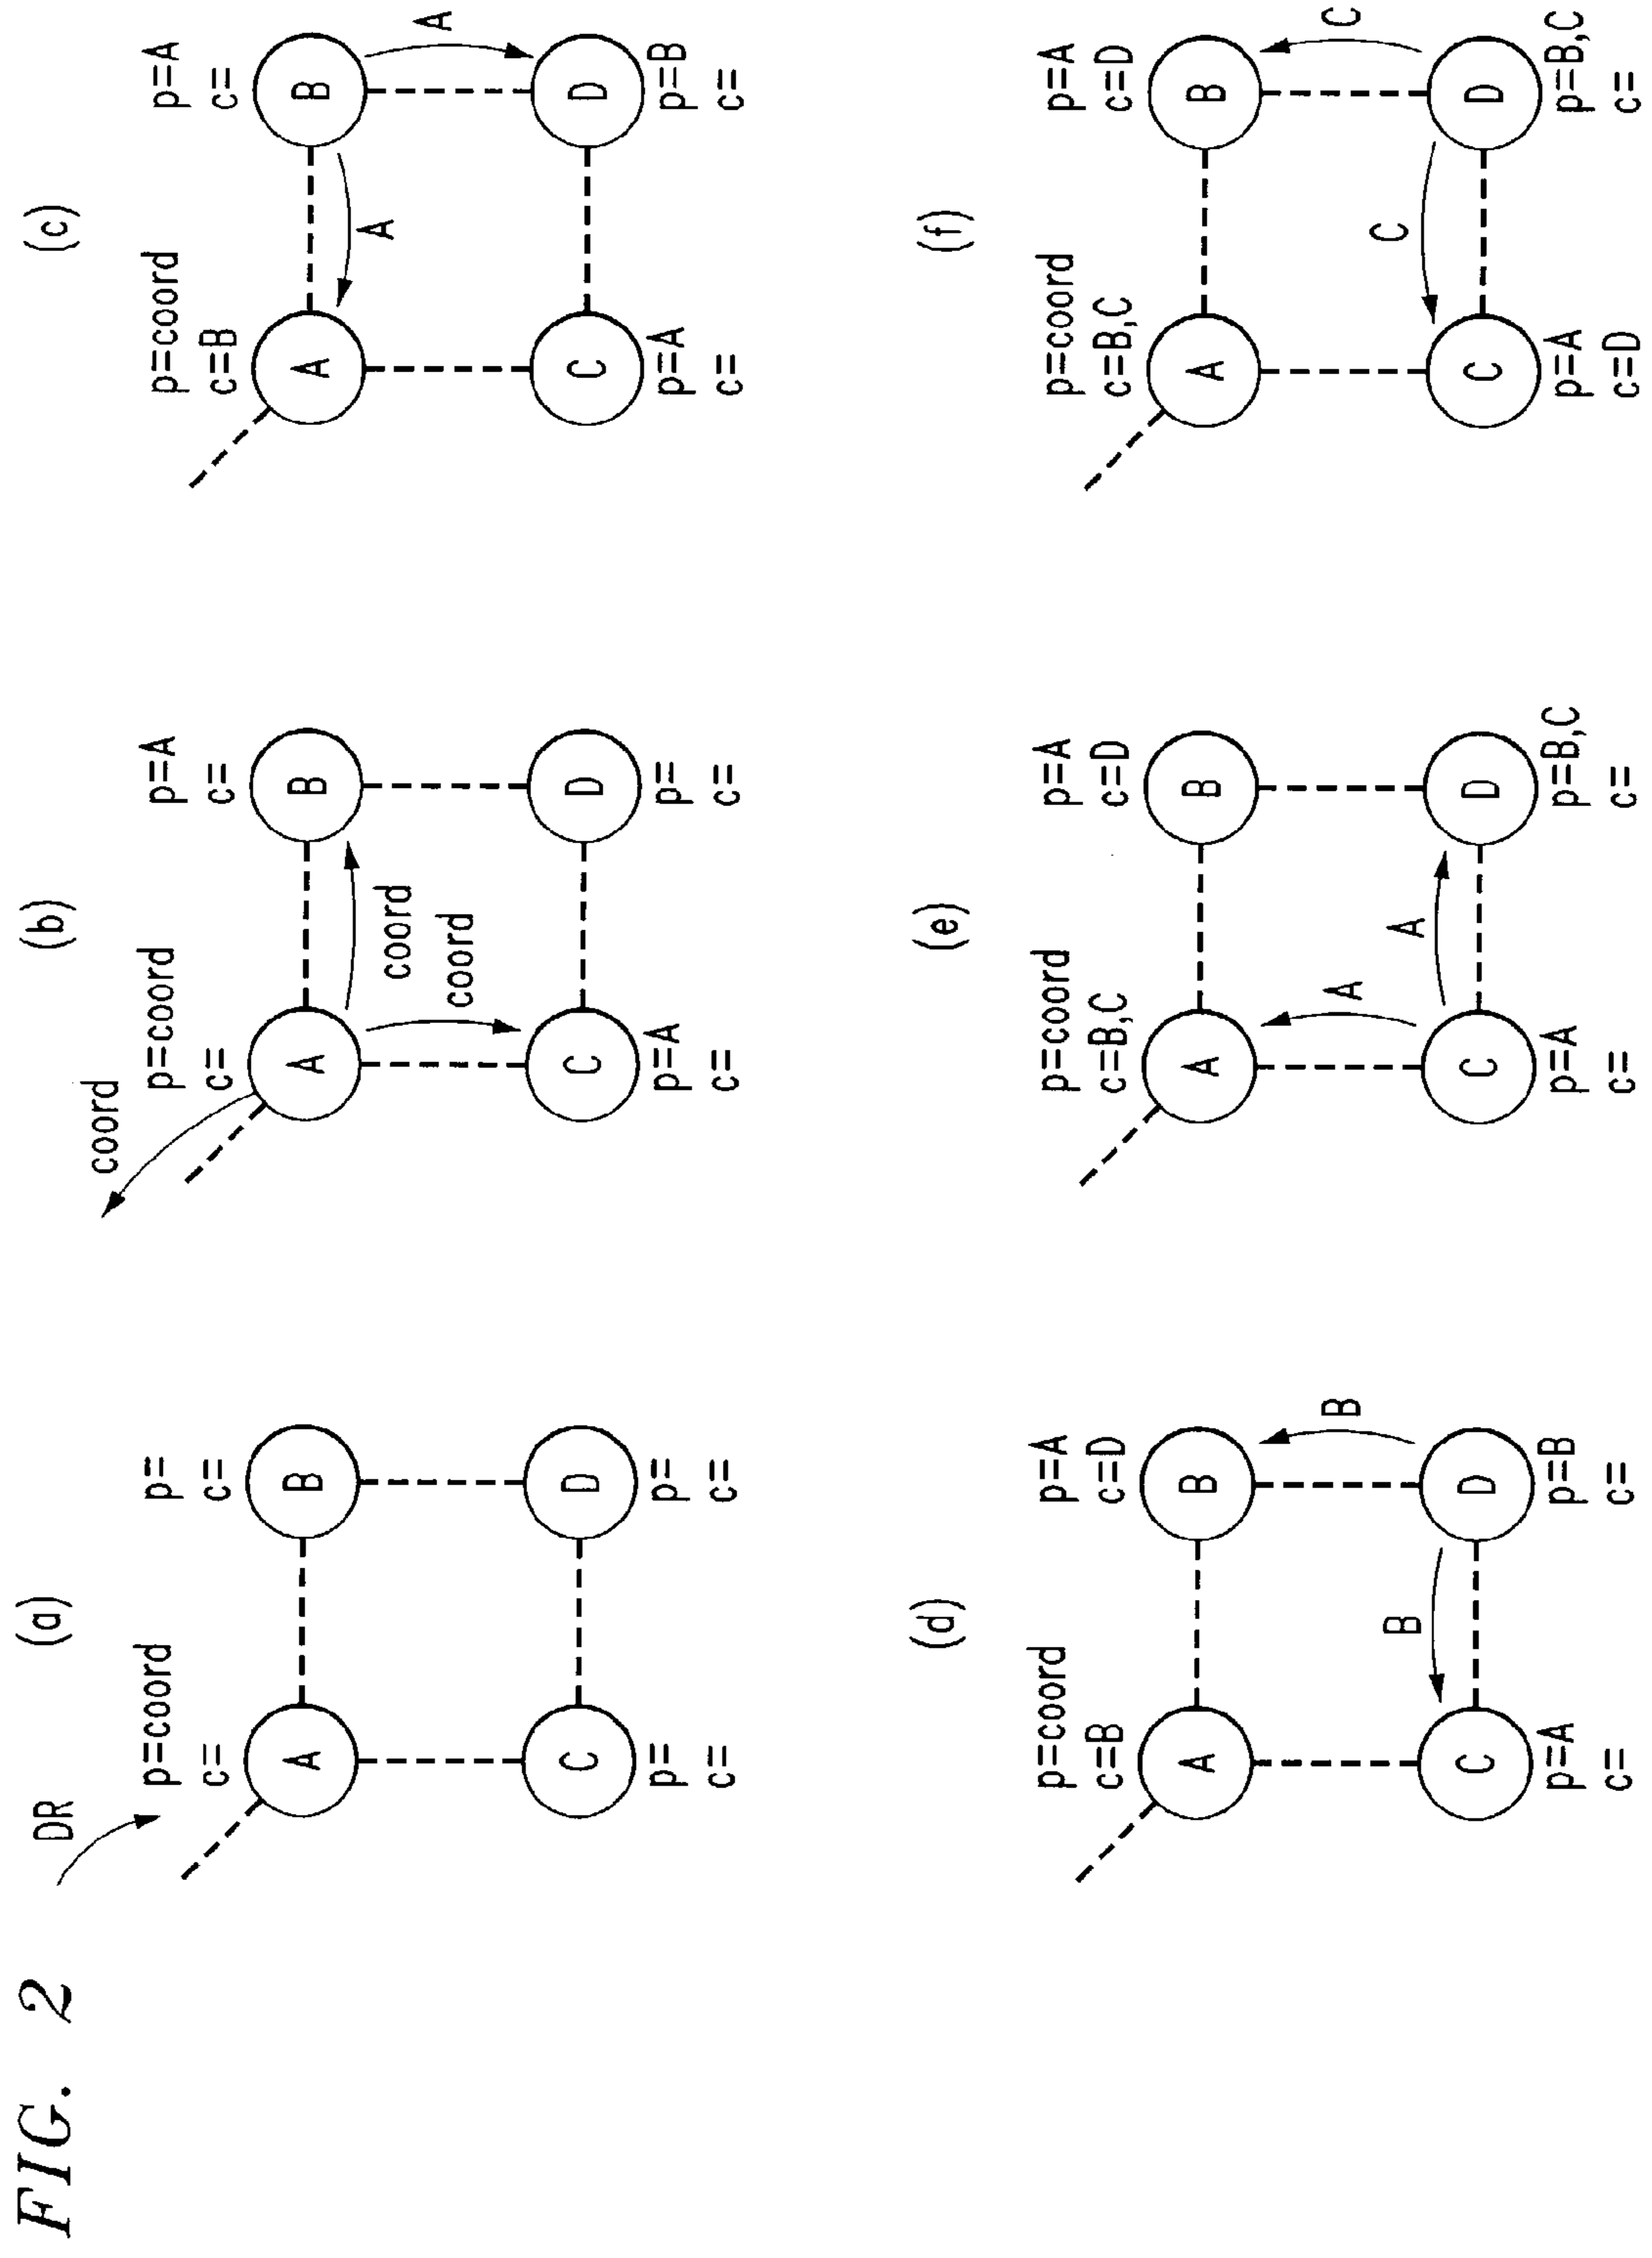 FIG. 2
(a)
DR
p=coord
c=
p=
c=
A
B
C
D
p=
c=
p=
c=
(b)
coord
p=coord
c=
p=A
c=
A
B
coord
coord
C
D
p=A
c=
p=
c=
(c)
p=coord
c=B
p=A
c=
A
B
A
A
C
D
p=A
c=
p=B
c=
(d)
p=coord
c=B
p=A
c=D
A
B
B
B
C
D
p=A
c=
p=B
c=
(e)
p=coord
c=B,C
p=A
c=D
A
B
A
A
C
D
p=A
c=
p=B,C
c=
(f)
p=coord
c=B,C
p=A
c=D
A
B
C
C
C
D
p=A
c=D
p=B,C
c=